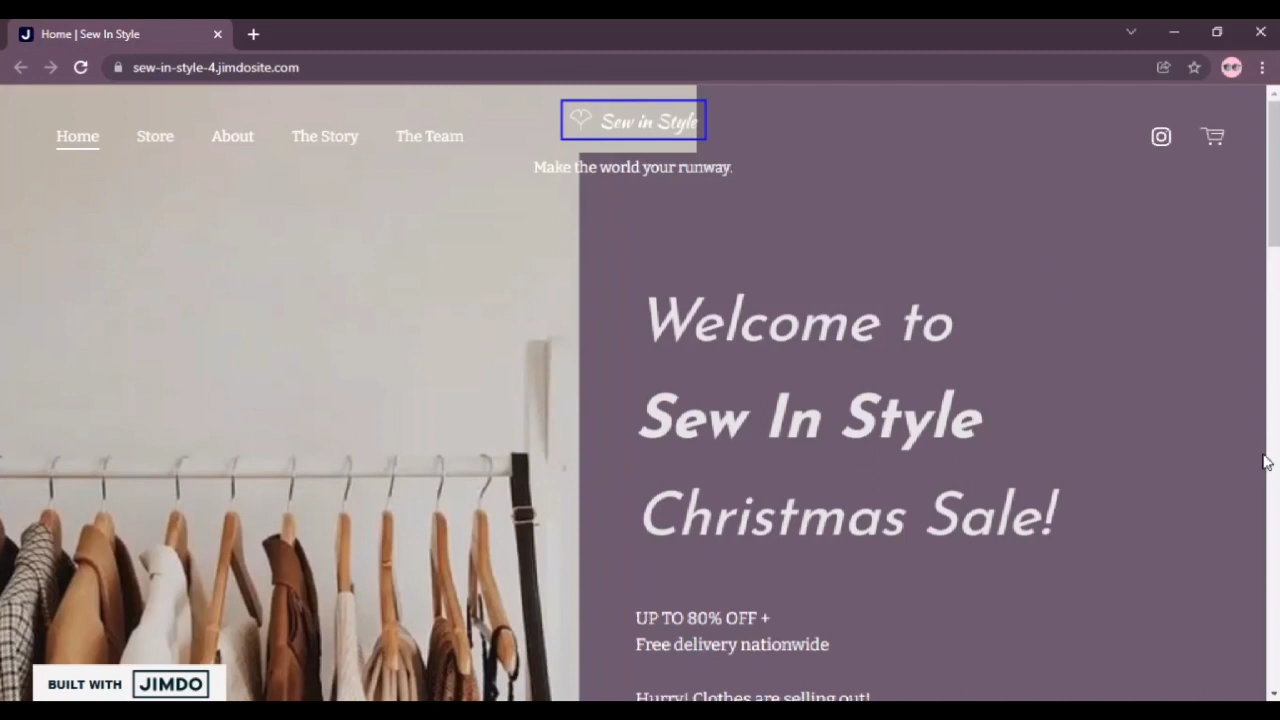 Home | Sew In Style
sew-in-style-4.jimdosite.com
Home
Store
About
The Story
The Team
Sew in Style
Make the world your runway.
Welcome to
Sew In Style
Christmas Sale!
UP TO 80% OFF +
Free delivery nationwide
Hurry! Clothes are selling out!
BUILT WITH JIMDO